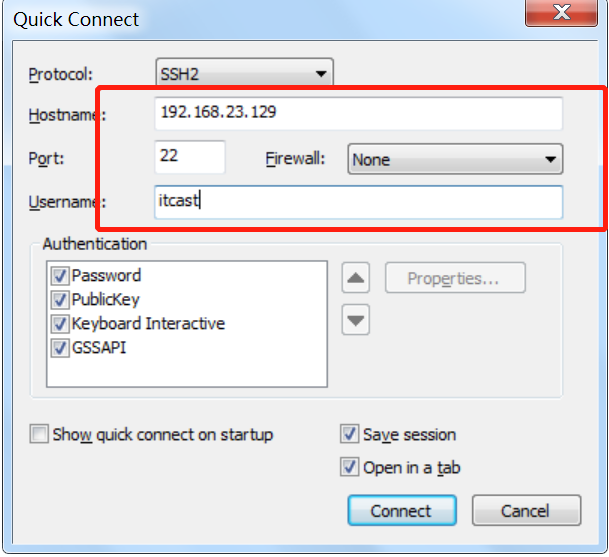 Quick Connect
Protocol: SSH2
Hostname: 192.168.23.129
Port: 22 Firewall: None
Username: itcast
Authentication
Password
PublicKey
Properties...
Keyboard Interactive
GSSAPI
Show quick connect on startup
Save session
Open in a tab
Connect Cancel